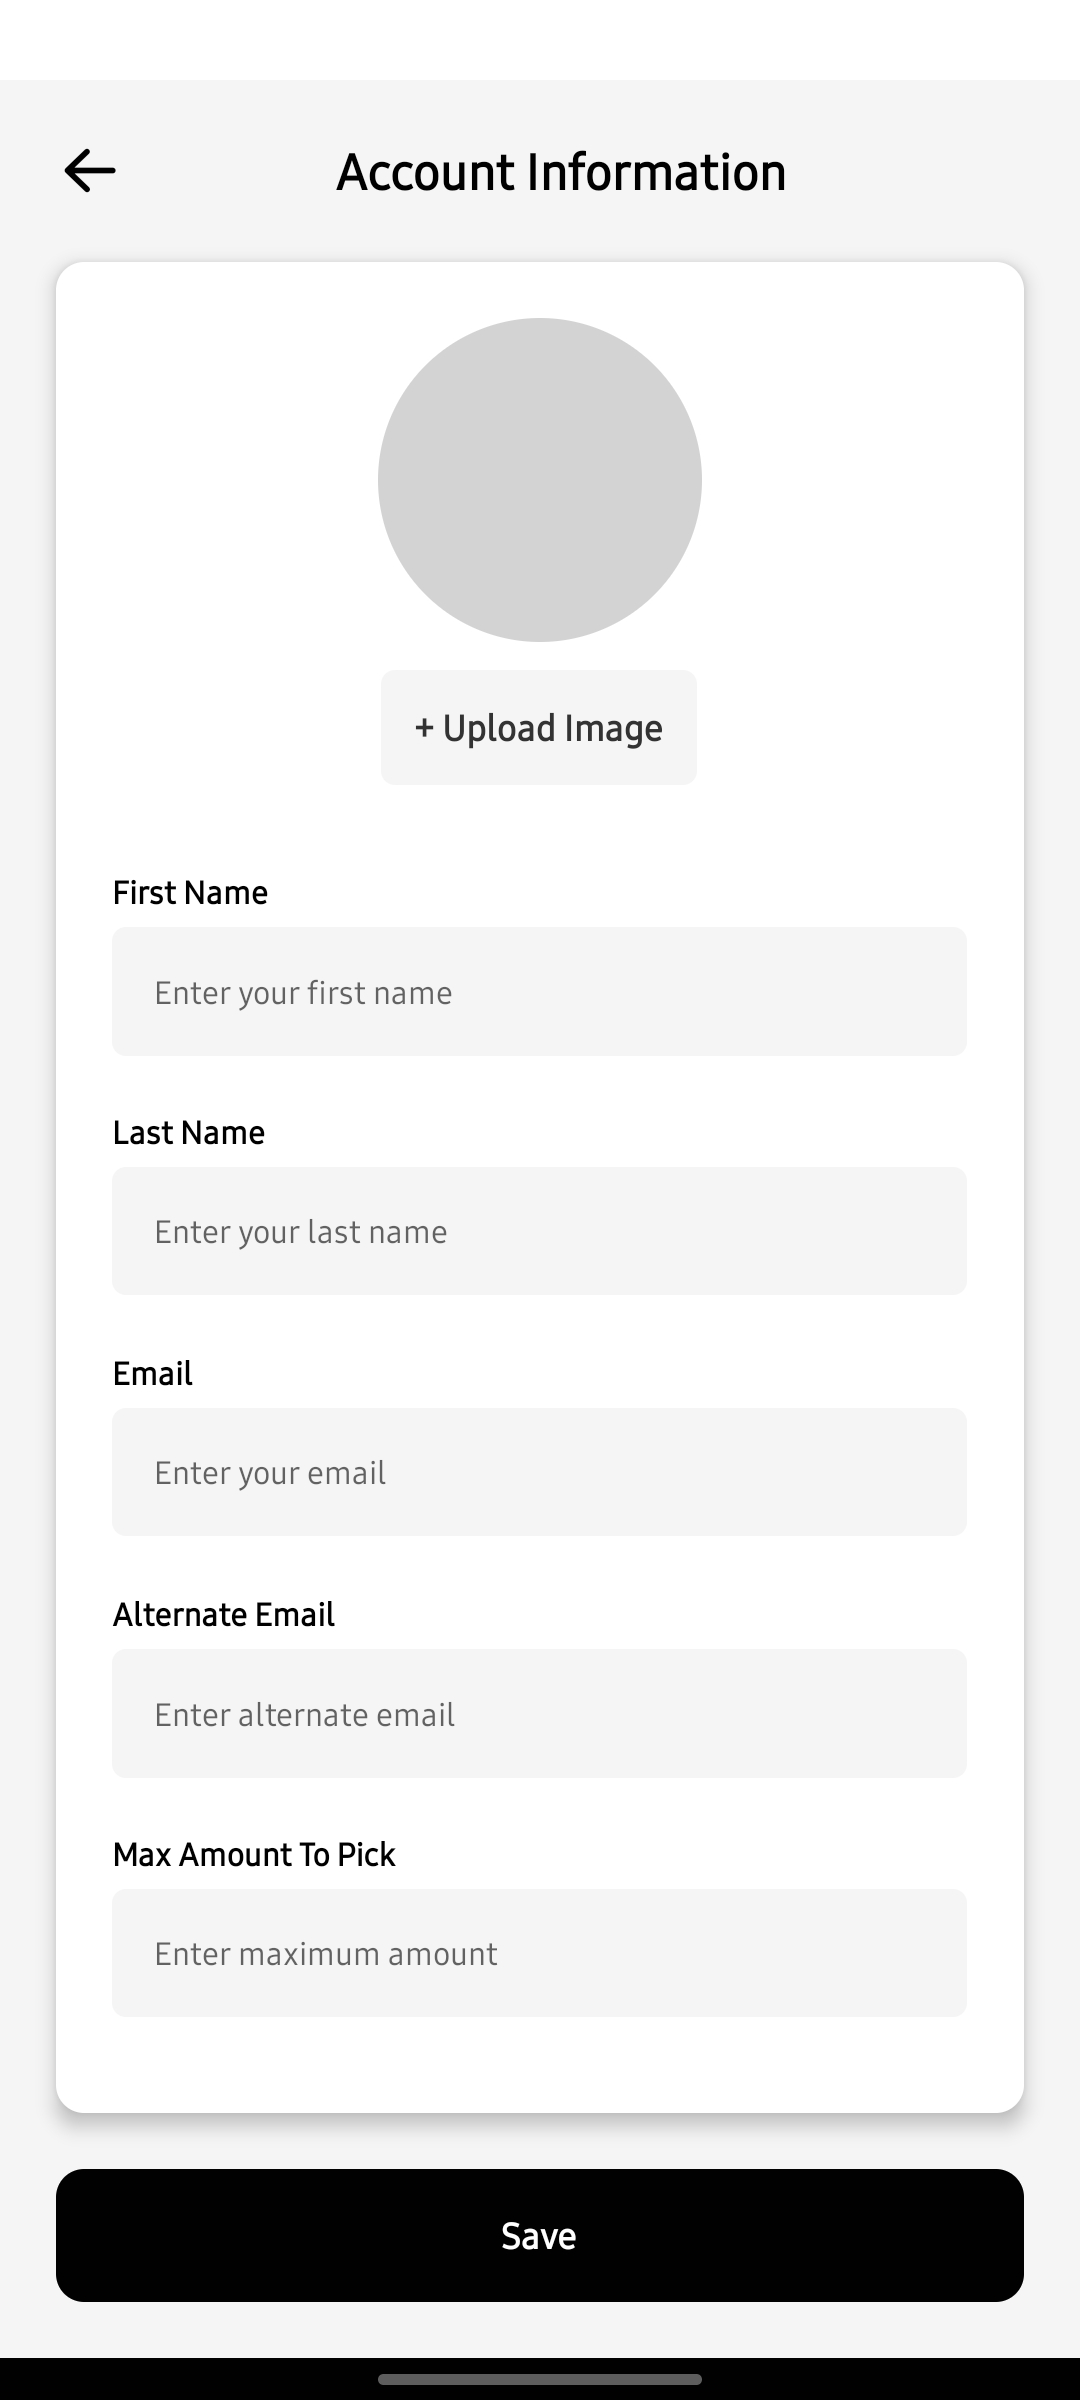 Account Information
+ Upload Image
First Name
Enter your first name
Last Name
Enter your last name
Email
Enter your email
Alternate Email
Enter alternate email
Max Amount To Pick
Enter maximum amount
Save